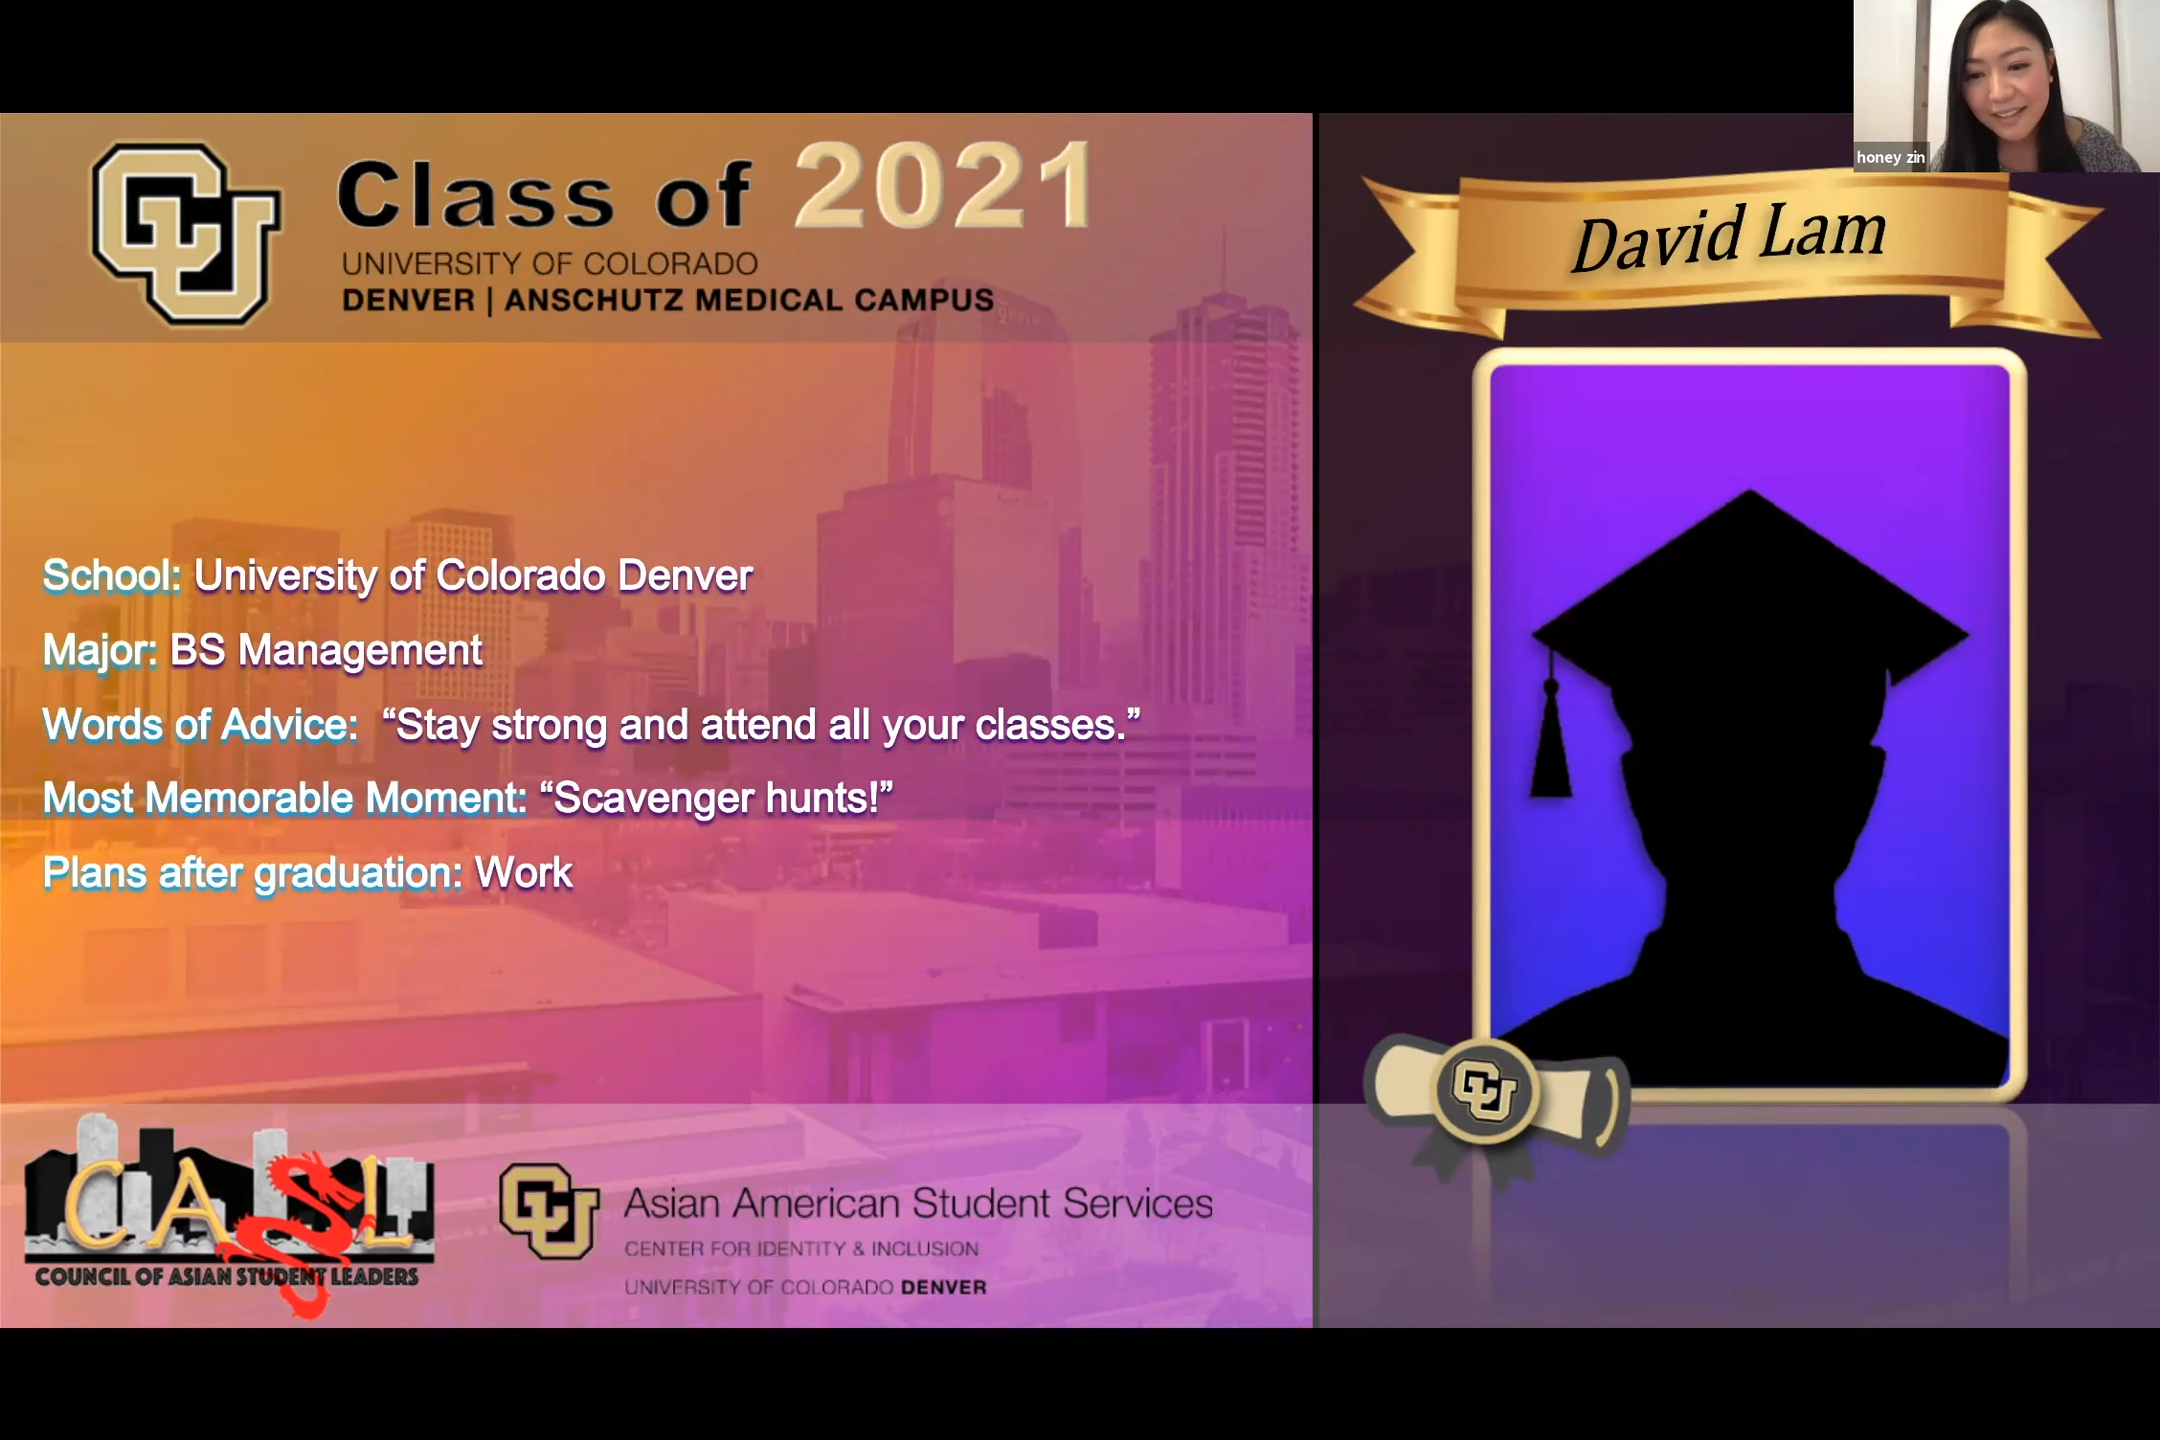 honey zin
CU
Class of 2021
UNIVERSITY OF COLORADO
DENVER | ANSCHUTZ MEDICAL CAMPUS
David Lam
School: University of Colorado Denver
Major: BS Management
Words of Advice: “Stay strong and attend all your classes.”
Most Memorable Moment: “Scavenger hunts!”
Plans after graduation: Work
CU
CASL
COUNCIL OF ASIAN STUDENT LEADERS
CU
Asian American Student Services
CENTER FOR IDENTITY & INCLUSION
UNIVERSITY OF COLORADO DENVER